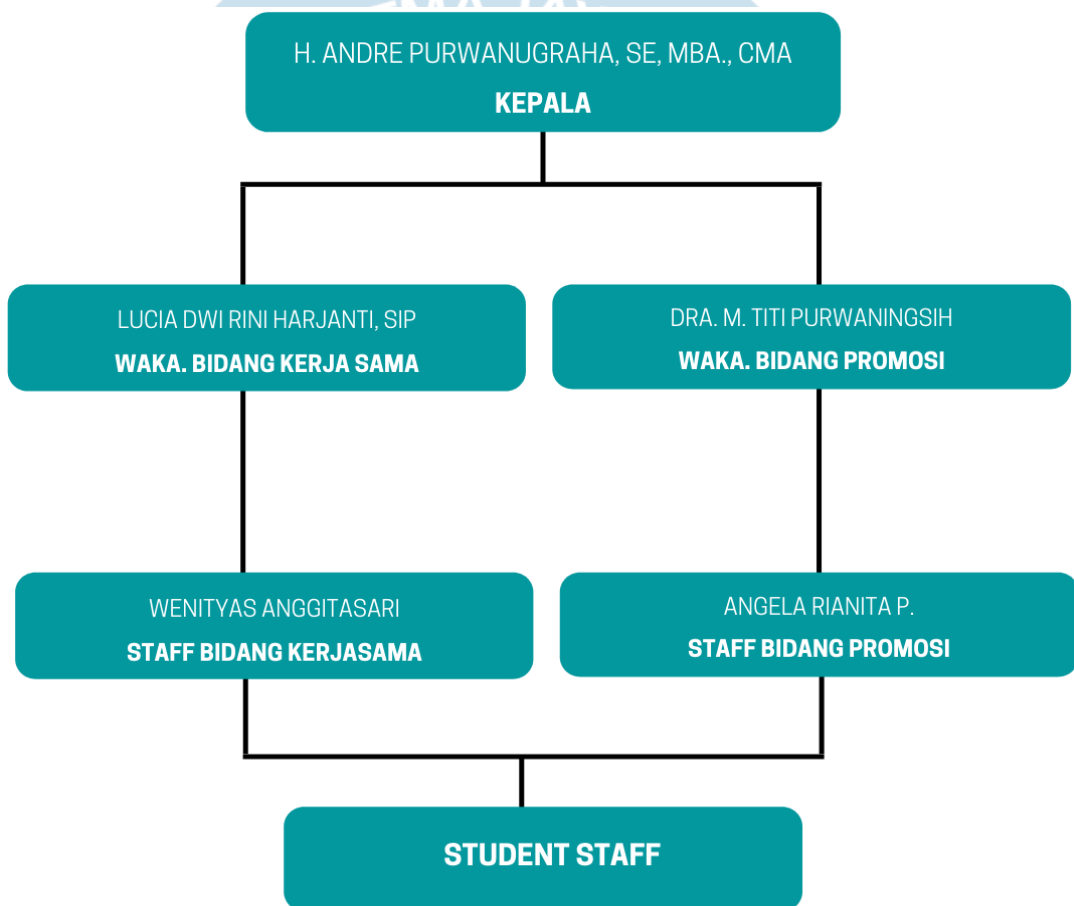 H. ANDRE PURWANUGRAHA, SE, MBA., CMA
KEPALA
LUCIA DWI RINI HARJANTI, SIP
WAKA. BIDANG KERJA SAMA
DRA. M. TITI PURWANINGSIH
WAKA. BIDANG PROMOSI
WENITYAS ANGGITASARI
STAFF BIDANG KERJASAMA
ANGELA RIANITA P.
STAFF BIDANG PROMOSI
STUDENT STAFF